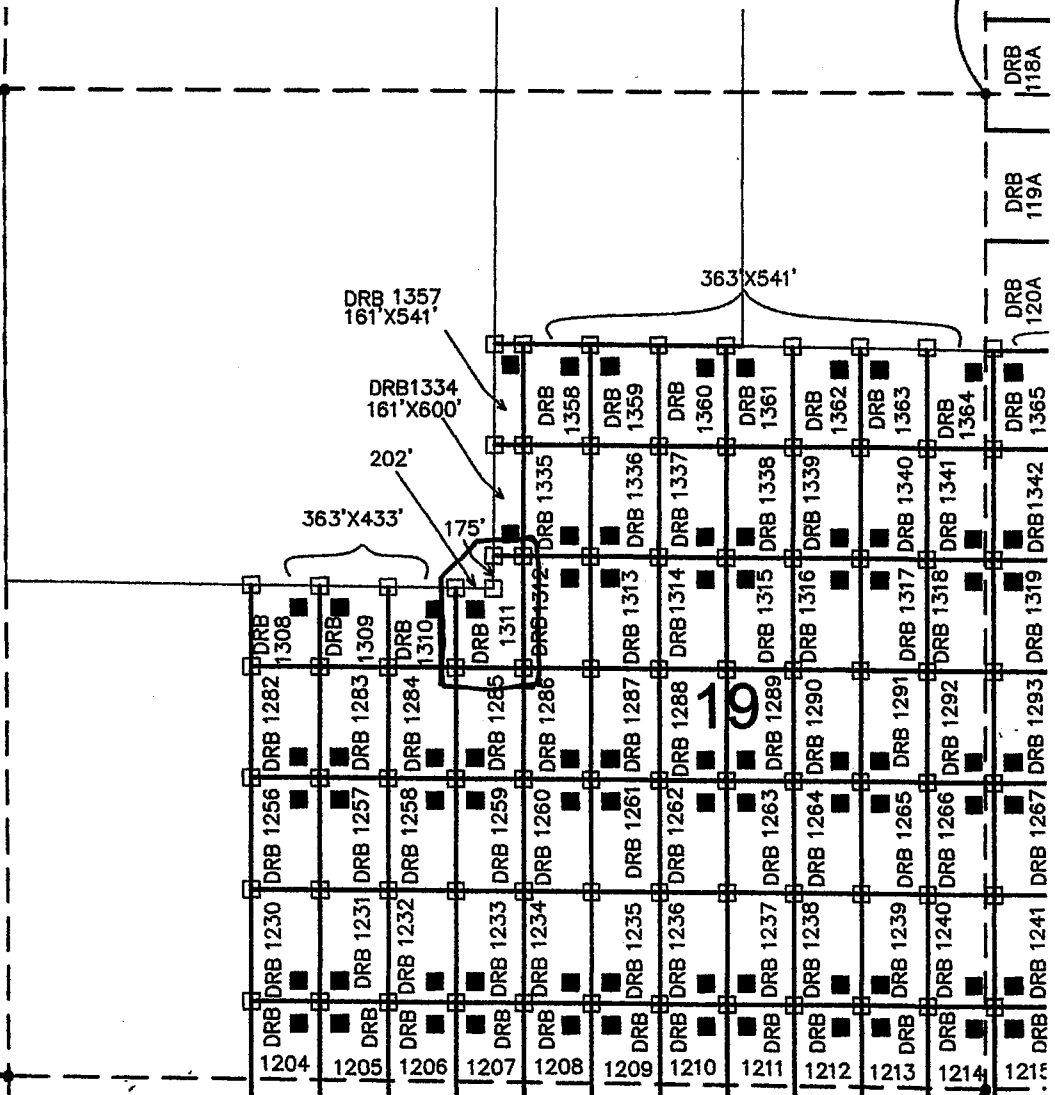 DRB
118A
DRB
119A
DRB
120A
363'X541'
DRB 1357
161'X541'
DRB1334
161'X600'
202'
363'X433'
175'
DRB
1358
DRB
1359
DRB
1360
DRB
1361
DRB
1362
DRB
1363
DRB
1364
DRB
1365
DRB 1335
DRB 1336
DRB 1337
DRB 1338
DRB 1339
DRB 1340
DRB 1341
DRB1342
DRB
1308
DRB
1309
DRB
1310
DRB
1311
DRB1312
DRB 1313
DRB 1314
DRB 1315
DRB 1316
DRB 1317
DRB 1318
DRB 1319
DRB 1282
DRB 1283
DRB 1284
DRB 1285
DRB 1286
DRB 1287
DRB 1288
19
DRB 1289
DRB 1290
DRB 1291
DRB 1292
DRB 1293
DRB 1256
DRB 1257
DRB 1258
DRB 1259
DRB 1260
DRB 1261
DRB 1262
DRB 1263
DRB 1264
DRB 1265
DRB 1266
DRB 1267
DRB 1230
DRB 1231
DRB 1232
DRB 1233
DRB 1234
DRB 1235
DRB 1236
DRB 1237
DRB 1238
DRB 1239
DRB 1240
DRB 1241
DRB
1204
DRB
1205
DRB
1206
DRB
1207
DRB
1208
DRB
1209
DRB
1210
DRB
1211
DRB
1212
DRB
1213
DRB
1214
DRB
1215